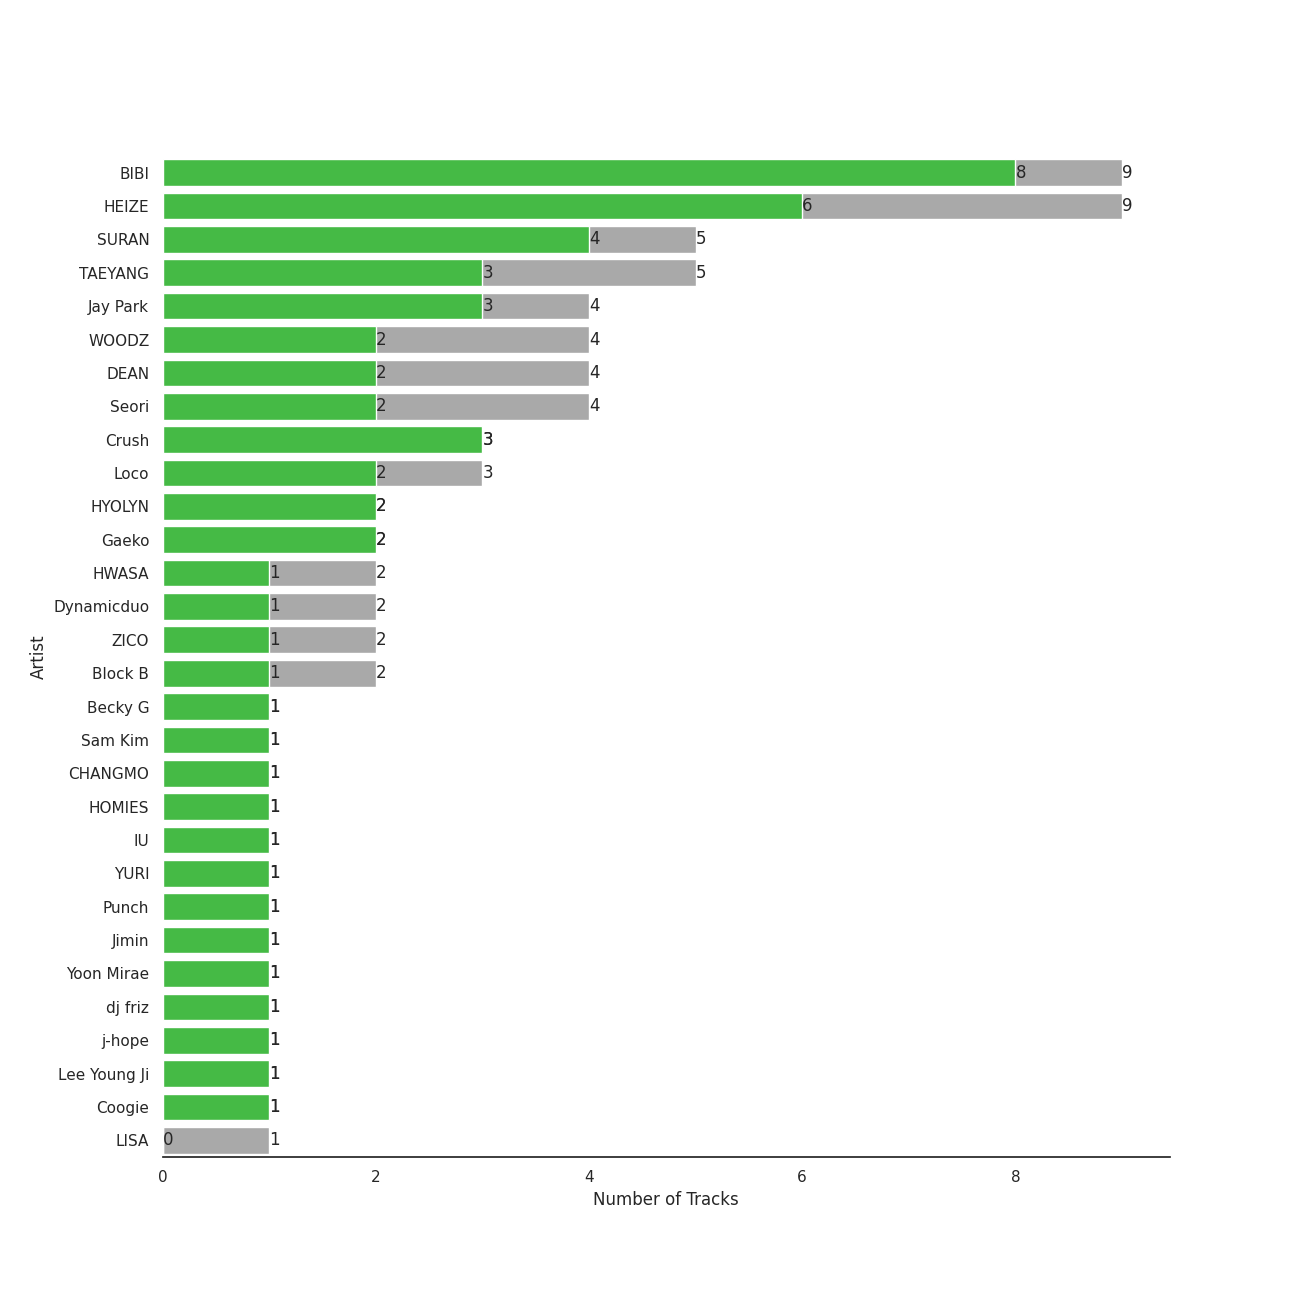 BIBI 8 9
HEIZE 6 9
SURAN 4 5
TAEYANG 3 5
Jay Park 3 4
WOODZ 2 4
DEAN 2 4
Seori 2 4
Crush 3
Loco 2 3
HYOLYN 2
Gaeko 2
HWASA 1 2
Dynamicduo 1 2
ZICO 1 2
Block B 1 2
Becky G 1
Sam Kim 1
CHANGMO 1
HOMIES 1
IU 1
YURI 1
Punch 1
Jimin 1
Yoon Mirae 1
dj friz 1
j-hope 1
Lee Young Ji 1
Coogie 1
LISA 0 1
0 2 4 6 8
Number of Tracks
Artist